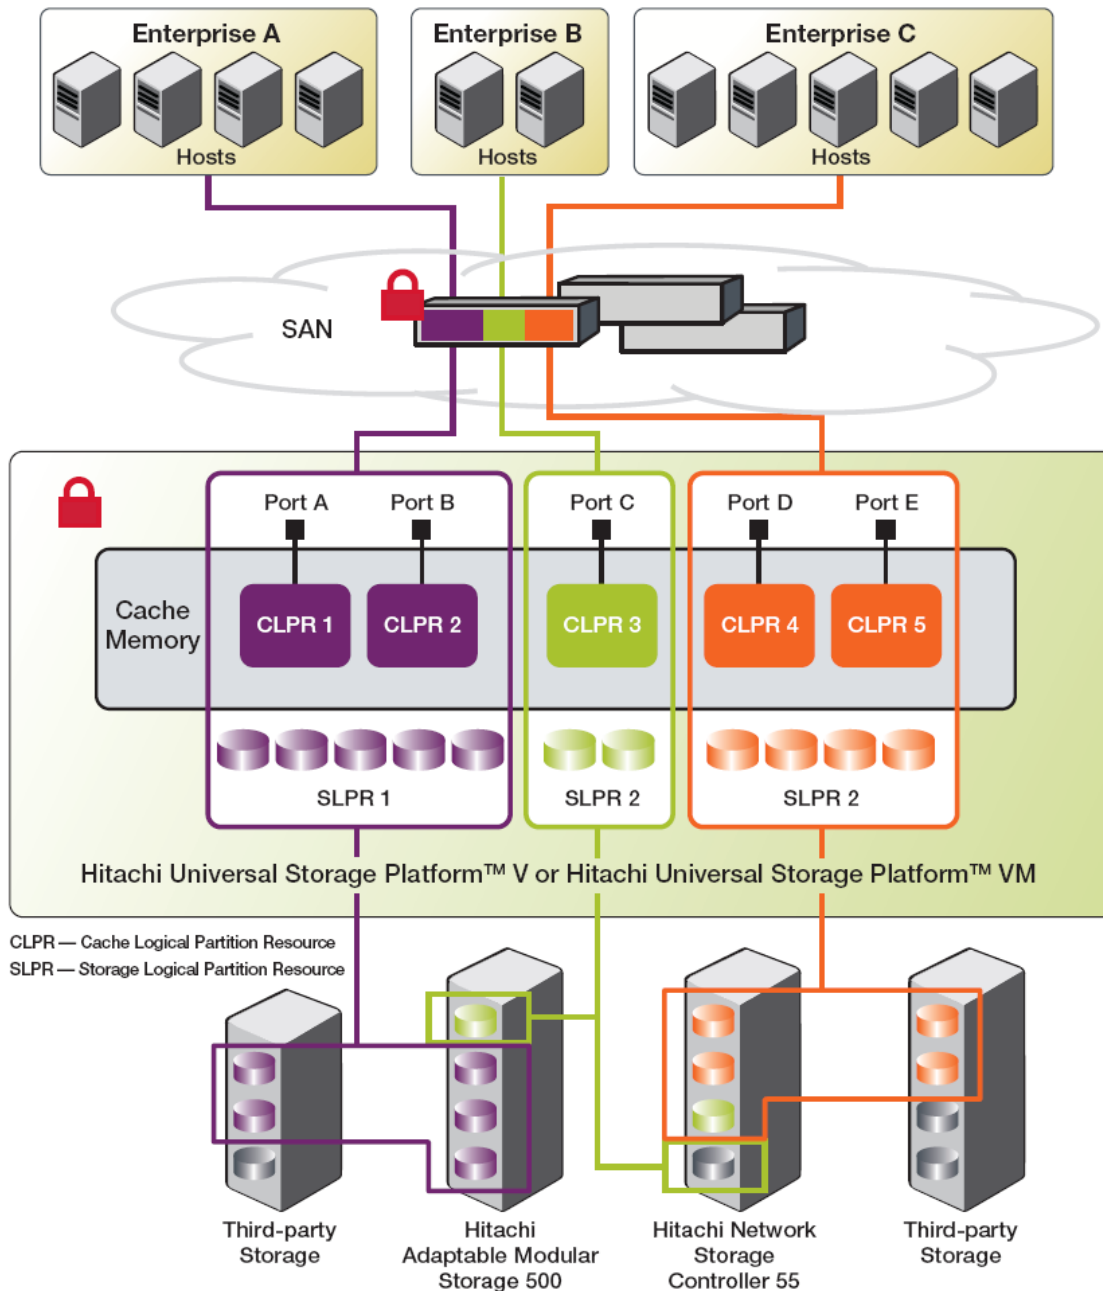 Enterprise A
Enterprise B
Enterprise C
Hosts
Hosts
Hosts
SAN
Port A
Port B
Port C
Port D
Port E
Cache
Memory
CLPR 1
CLPR 2
CLPR 3
CLPR 4
CLPR 5
SLPR 1
SLPR 2
SLPR 2
Hitachi Universal Storage Platform™ V or Hitachi Universal Storage Platform™ VM
CLPR — Cache Logical Partition Resource
SLPR — Storage Logical Partition Resource
Third-party
Storage
Hitachi
Adaptable Modular
Storage 500
Hitachi Network
Storage
Controller 55
Third-party
Storage